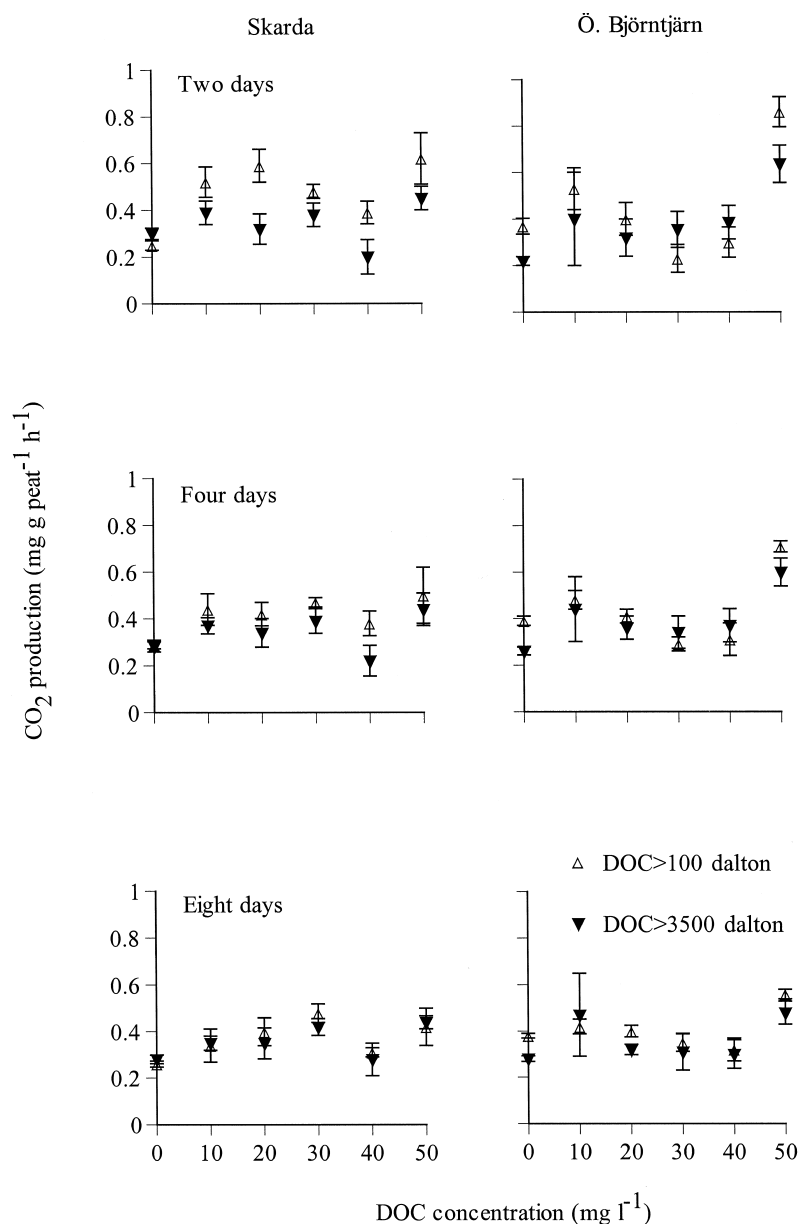 Skarda
Ö. Björntjärn
Two days
1
0.8
0.6
0.4
0.2
0
CO2 production (mg g peat-1 h-1)
Four days
1
0.8
0.6
0.4
0.2
0
Eight days
1
0.8
0.6
0.4
0.2
0
DOC>100 dalton
DOC>3500 dalton
0 10 20 30 40 50
0 10 20 30 40 50
DOC concentration (mg l-1)